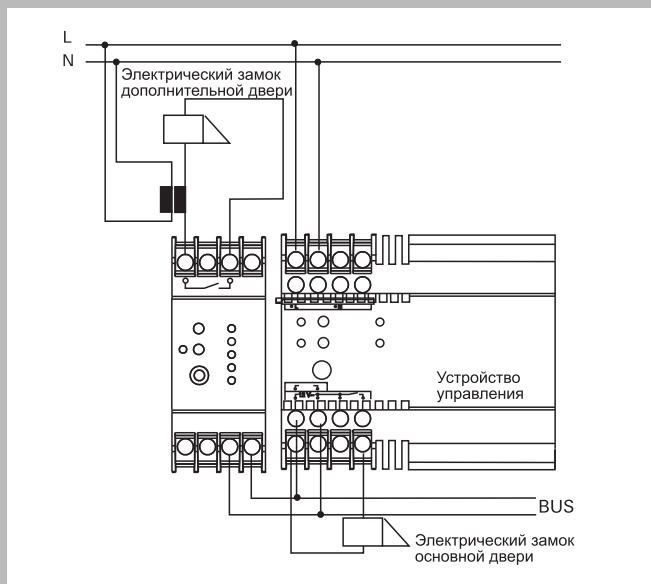 L
N
Электрический замок
дополнительной двери
Устройство
управления
BUS
Электрический замок
основной двери